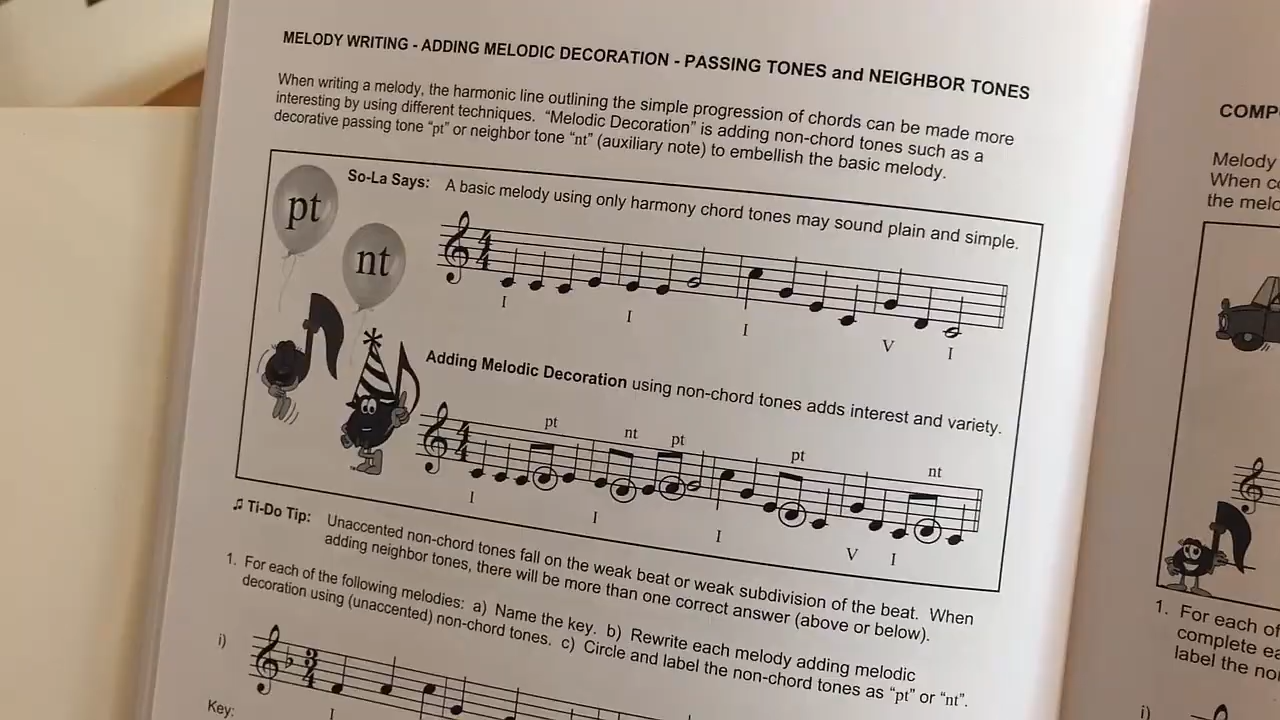 MELODY WRITING - ADDING MELODIC DECORATION - PASSING TONES and NEIGHBOR TONES
When writing a melody, the harmonic line outlining the simple progression of chords can be made more
interesting by using different techniques. “Melodic Decoration” is adding non-chord tones such as a
decorative passing tone “pt” or neighbor tone “nt” (auxiliary note) to embellish the basic melody.
pt
nt
So-La Says: A basic melody using only harmony chord tones may sound plain and simple.
4
4
I I I V I
Adding Melodic Decoration using non-chord tones adds interest and variety.
pt nt pt pt nt
4
4
I I I V I
♫ Ti-Do Tip: Unaccented non-chord tones fall on the weak beat or weak subdivision of the beat. When
adding neighbor tones, there will be more than one correct answer (above or below).
1. For each of the following melodies: a) Name the key. b) Rewrite each melody adding melodic
decoration using (unaccented) non-chord tones. c) Circle and label the non-chord tones as “pt” or “nt”.
i)
3
4
Key:
I
COMP
Melody
When
the
1. For each of
complete
label the
i)